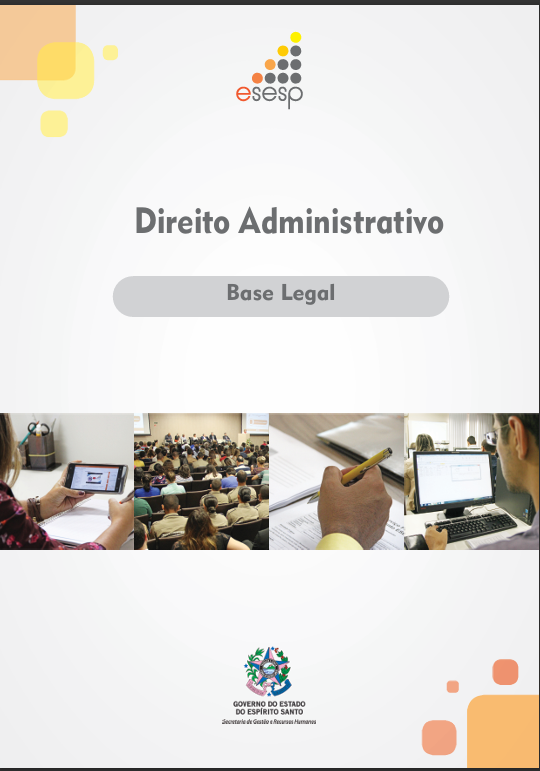 esesp
Direito Administrativo
Base Legal
GOVERNO DO ESTADO
DO ESPÍRITO SANTO
Secretaria de Gestão e Recursos Humanos